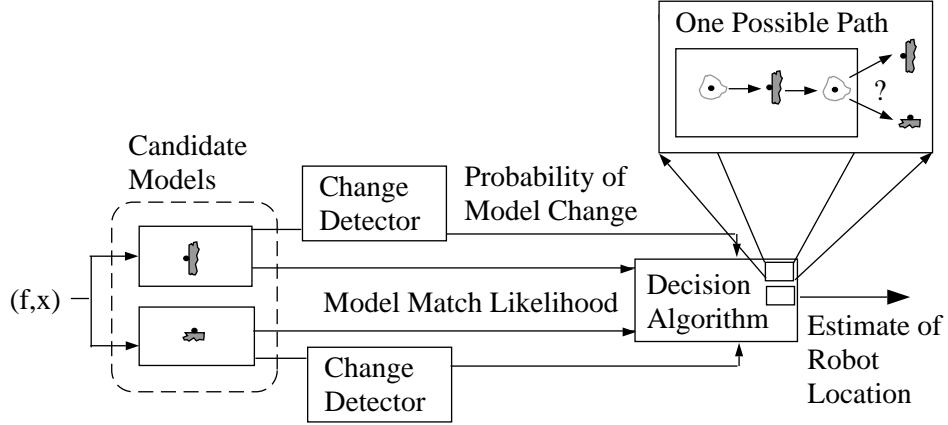 One Possible Path
?
Candidate
Models
Change
Detector
Probability of
Model Change
(f,x)
Model Match Likelihood
Decision
Algorithm
Estimate of
Robot
Location
Change
Detector